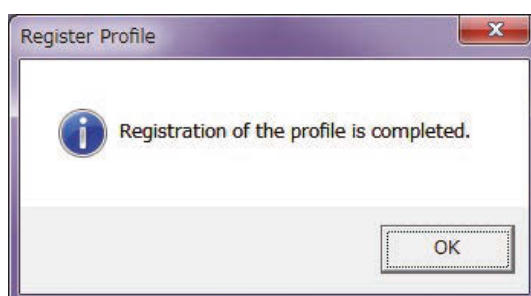 Register Profile
Registration of the profile is completed.
OK